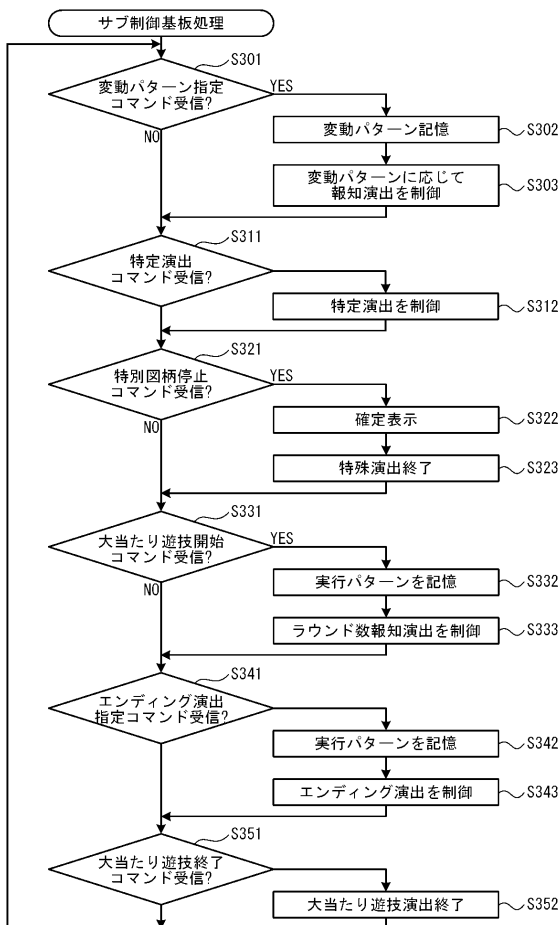 サブ制御基板処理
S301
変動パターン指定
コマンド受信?
YES
NO
変動パターン記憶
S302
変動パターンに応じて
報知演出を制御
S303
S311
特定演出
コマンド受信?
特定演出を制御
S312
S321
特別図柄停止
コマンド受信?
YES
NO
確定表示
S322
特殊演出終了
S323
S331
大当たり遊技開始
コマンド受信?
YES
NO
実行パターンを記憶
S332
ラウンド数報知演出を制御
S333
S341
エンディング演出
指定コマンド受信?
実行パターンを記憶
S342
エンディング演出を制御
S343
S351
大当たり遊技終了
コマンド受信?
大当たり遊技演出終了
S352